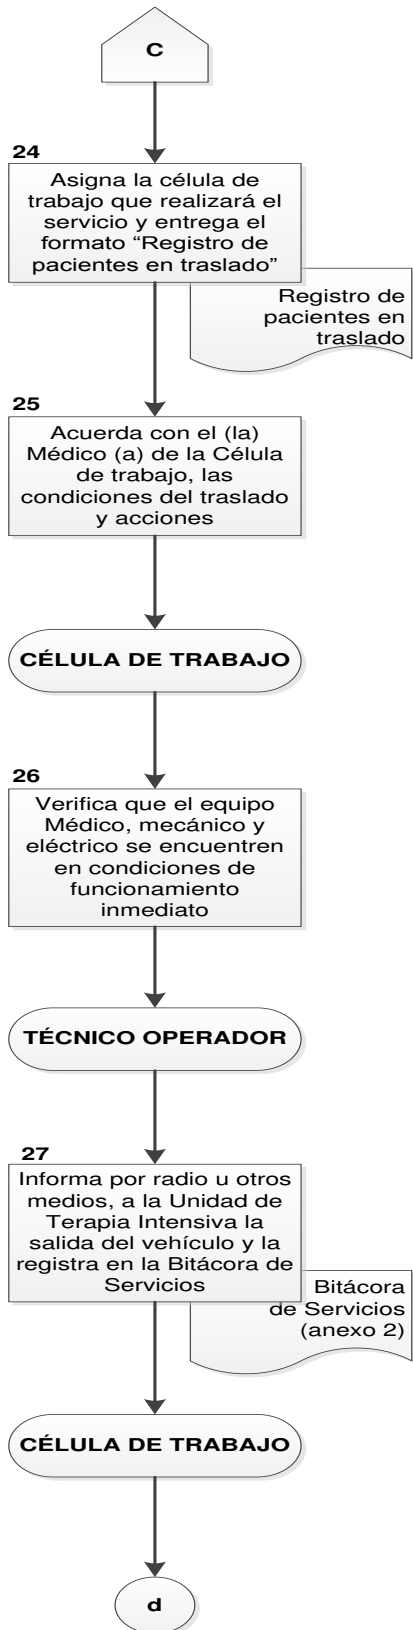 C
24
Asigna la célula de
trabajo que realizará el
servicio y entrega el
formato “Registro de
pacientes en traslado”
Registro de
pacientes en
traslado
25
Acuerda con el (la)
Médico (a) de la Célula
de trabajo, las
condiciones del traslado
y acciones
CÉLULA DE TRABAJO
26
Verifica que el equipo
Médico, mecánico y
eléctrico se encuentren
en condiciones de
funcionamiento
inmediato
TÉCNICO OPERADOR
27
Informa por radio u otros
medios, a la Unidad de
Terapia Intensiva la
salida del vehículo y la
registra en la Bitácora de
Servicios
Bitácora
de Servicios
(anexo 2)
CÉLULA DE TRABAJO
d